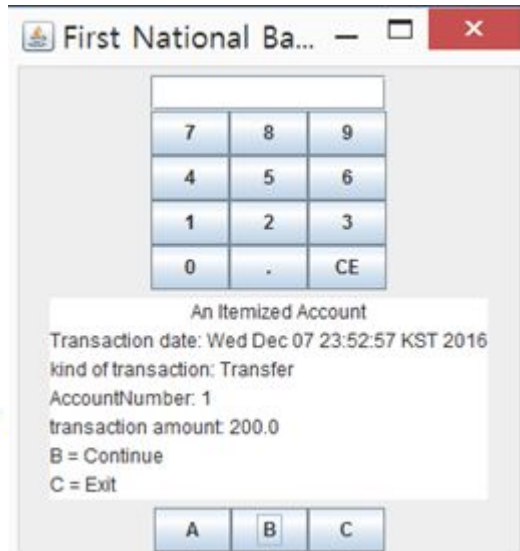 First National Ba...
7 8 9
4 5 6
1 2 3
0 . CE
An Itemized Account
Transaction date: Wed Dec 07 23:52:57 KST 2016
kind of transaction: Transfer
AccountNumber: 1
transaction amount: 200.0
B = Continue
C = Exit
A B C